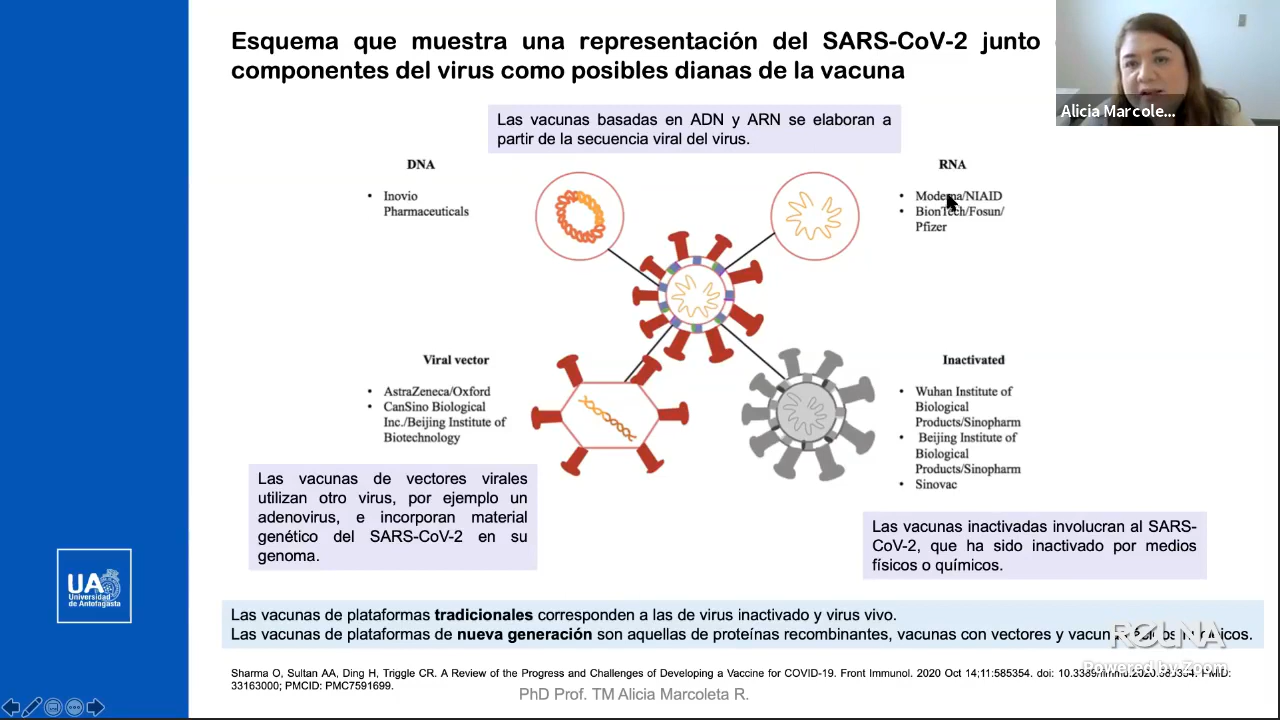 Esquema que muestra una representación del SARS-CoV-2 junto
componentes del virus como posibles dianas de la vacuna
Alicia Marcole...
Las vacunas basadas en ADN y ARN se elaboran a
partir de la secuencia viral del virus.
DNA
• Inovio
Pharmaceuticals
RNA
• Moderna/NIAID
• BionTech/Fosun/
Pfizer
Viral vector
• AstraZeneca/Oxford
• CanSino Biological
Inc./Beijing Institute of
Biotechnology
Inactivated
• Wuhan Institute of
Biological
Products/Sinopharm
• Beijing Institute of
Biological
Products/Sinopharm
• Sinovac
Las vacunas de vectores virales
utilizan otro virus, por ejemplo un
adenovirus, e incorporan material
genético del SARS-CoV-2 en su
genoma.
Las vacunas inactivadas involucran al SARS-
CoV-2, que ha sido inactivado por medios
físicos o químicos.
UA
Universidad
de Antofagasta
Las vacunas de plataformas tradicionales corresponden a las de virus inactivado y virus vivo.
Las vacunas de plataformas de nueva generación son aquellas de proteínas recombinantes, vacunas con vectores y
REUNA
Powered by Zoom
Sharma O, Sultan AA, Ding H, Triggle CR. A Review of the Progress and Challenges of Developing a Vaccine for COVID-19. Front Immunol. 2020 Oct 14;11:585354. doi: 10.3389/fimmu.2020.585354. PMID:
33163000; PMCID: PMC7591699.
PhD Prof. TM Alicia Marcoleta R.